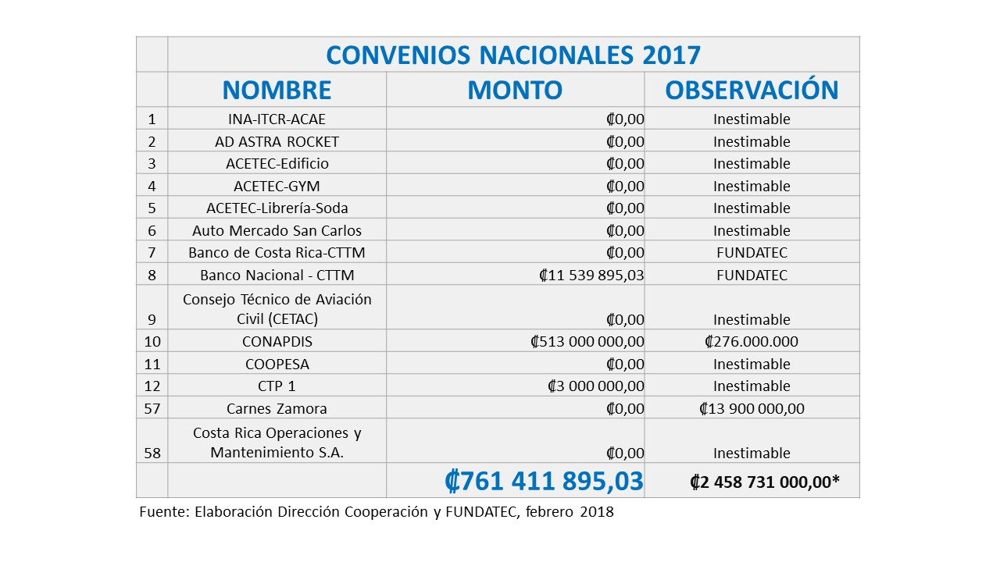 CONVENIOS NACIONALES 2017
NOMBRE MONTO OBSERVACIÓN
1 INA-ITCR-ACAE ₡0,00 Inestimable
2 AD ASTRA ROCKET ₡0,00 Inestimable
3 ACETEC-Edificio ₡0,00 Inestimable
4 ACETEC-GYM ₡0,00 Inestimable
5 ACETEC-Librería-Soda ₡0,00 Inestimable
6 Auto Mercado San Carlos ₡0,00 Inestimable
7 Banco de Costa Rica-CTTM ₡0,00 FUNDATEC
8 Banco Nacional - CTTM ₡11 539 895,03 FUNDATEC
Consejo Técnico de Aviación
9 Civil (CETAC) ₡0,00 Inestimable
10 CONAPDIS ₡513 000 000,00 ₡276.000.000
11 COOPESA ₡0,00 Inestimable
12 CTP 1 ₡3 000 000,00 Inestimable
57 Carnes Zamora ₡0,00 ₡13 900 000,00
Costa Rica Operaciones y
58 Mantenimiento S.A. ₡0,00 Inestimable
₡761 411 895,03 ₡2 458 731 000,00*
Fuente: Elaboración Dirección Cooperación y FUNDATEC, febrero 2018